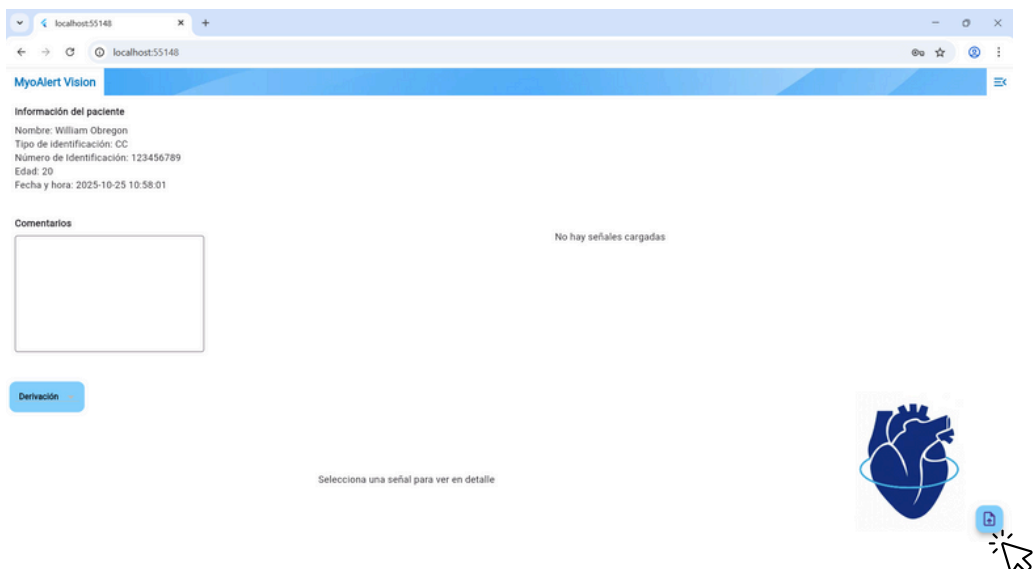 localhost:55148
localhost:55148
MyoAlert Vision
Información del paciente
Nombre: William Obregon
Tipo de identificación: CC
Número de Identificación: 123456789
Edad: 20
Fecha y hora: 2025-10-25 10:58:01
Comentarios
No hay señales cargadas
Derivación
Selecciona una señal para ver en detalle